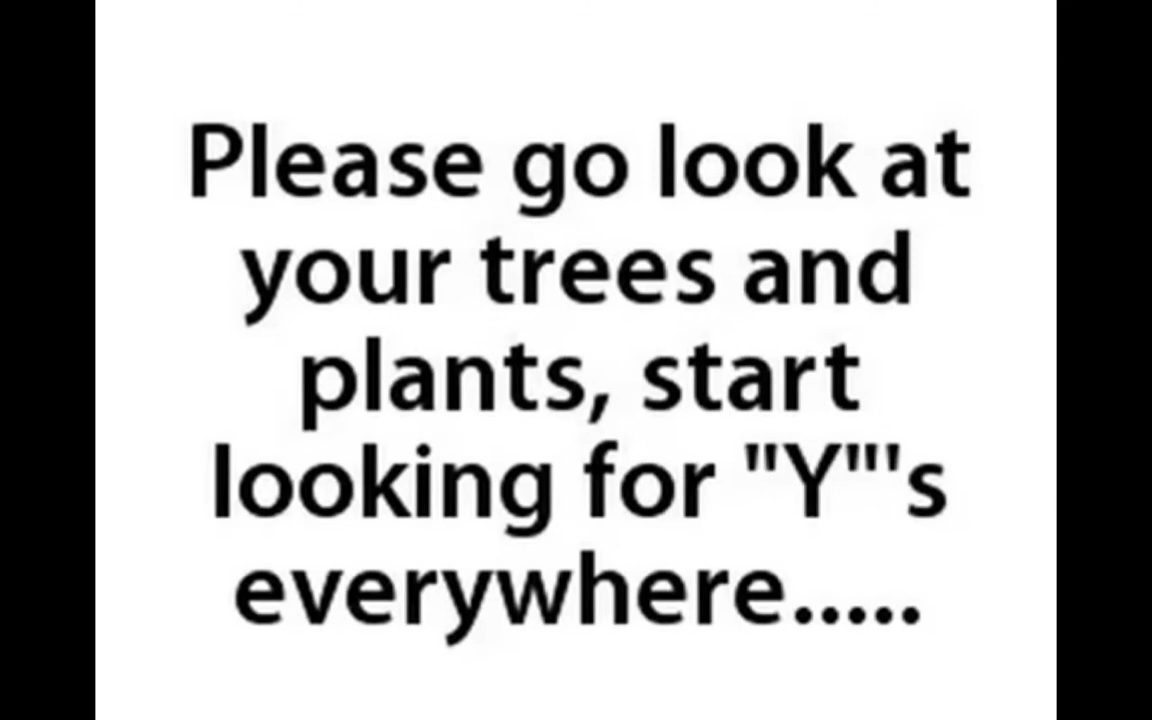 Please go look at
your trees and
plants, start
looking for "Y"'s
everywhere.....